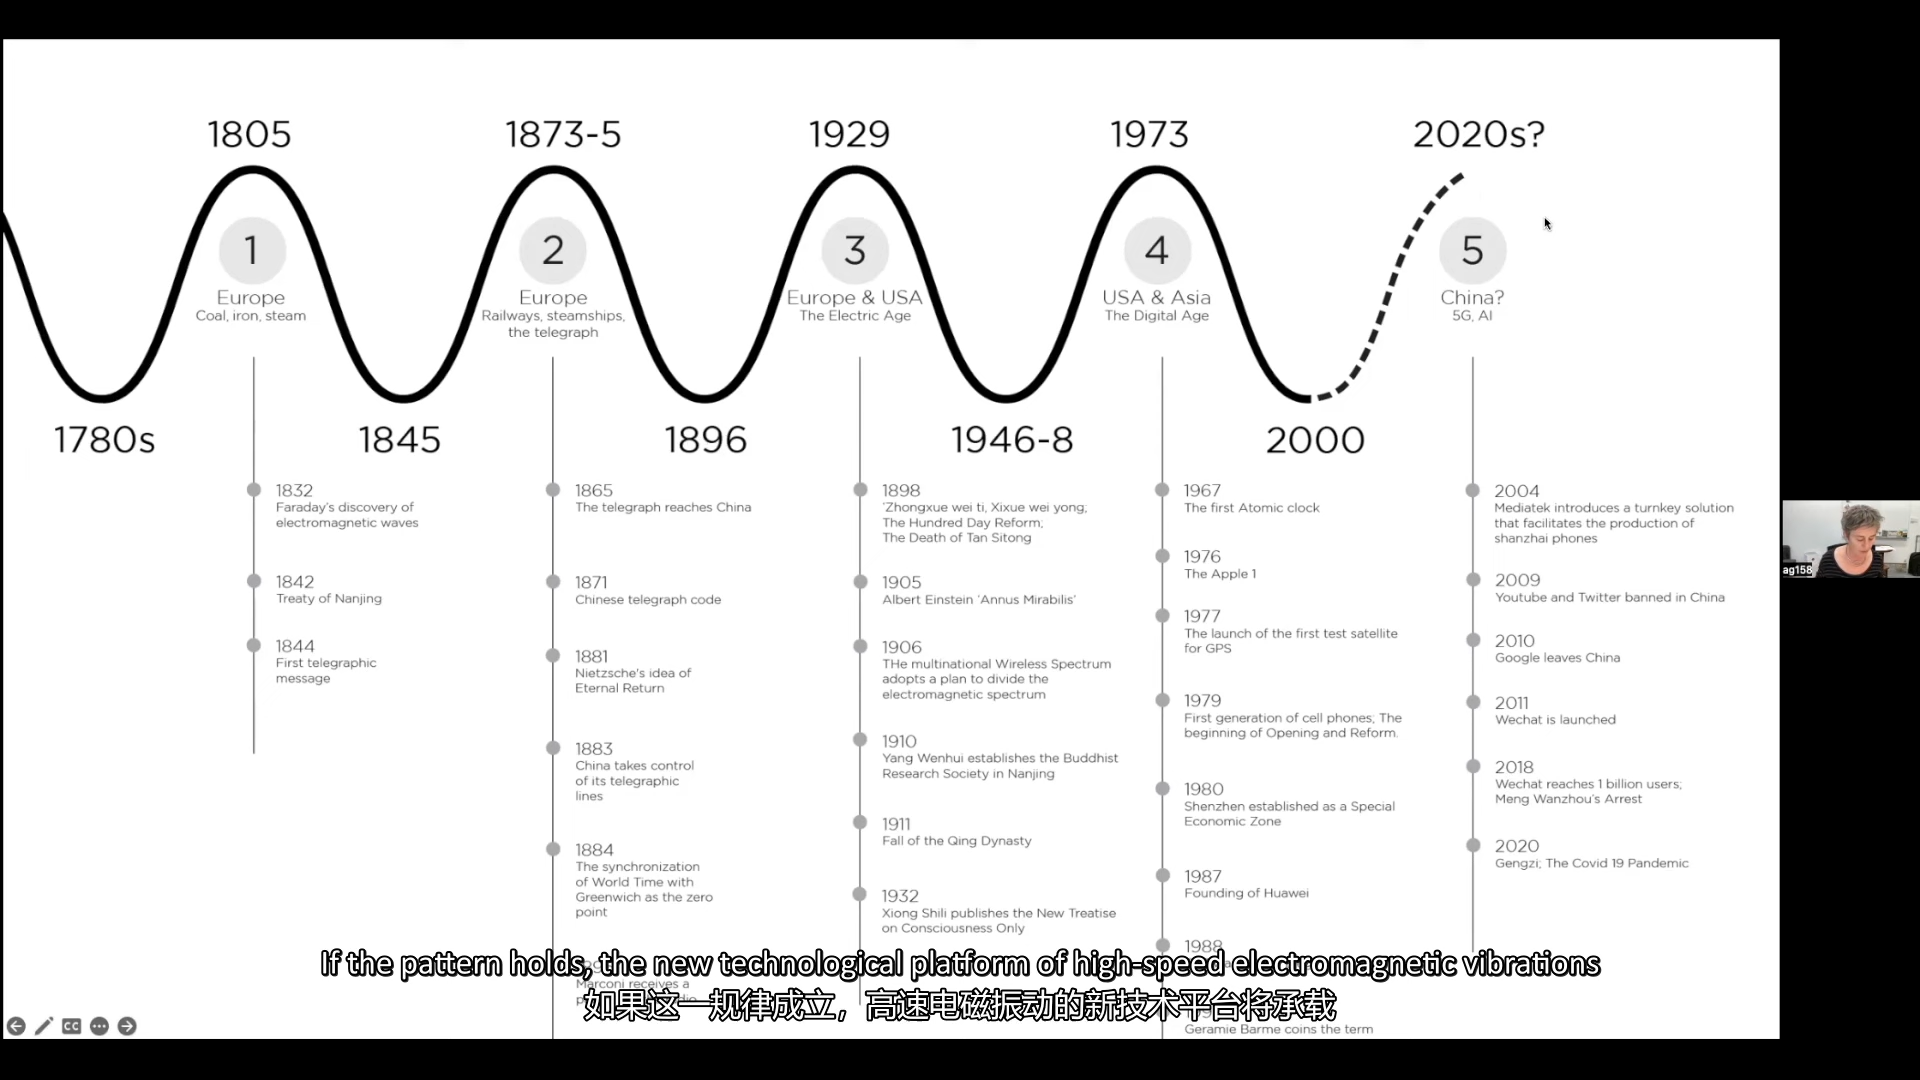 1805
1873-5
1929
1973
2020s?
1
2
3
4
5
Europe
Coal, iron, steam
Europe
Railways, steamships,
the telegraph
Europe & USA
The Electric Age
USA & Asia
The Digital Age
China?
5G, AI
1780s
1845
1896
1946-8
2000
1832
Faraday's discovery of
electromagnetic waves
1842
Treaty of Nanjing
1844
First telegraphic
message
1865
The telegraph reaches China
1871
Chinese telegraph code
1881
Nietzsche's idea of
Eternal Return
1883
China takes control
of its telegraphic
lines
1884
The synchronization
of World Time with
Greenwich as the zero
point
Marconi receives a
1898
'Zhongxue wei ti, Xixue wei yong;
The Hundred Day Reform;
The Death of Tan Sitong
1905
Albert Einstein 'Annus Mirabilis'
1906
THe multinational Wireless Spectrum
adopts a plan to divide the
electromagnetic spectrum
1910
Yang Wenhui establishes the Buddhist
Research Society in Nanjing
1911
Fall of the Qing Dynasty
1932
Xiong Shili publishes the New Treatise
on Consciousness Only
1967
The first Atomic clock
1976
The Apple 1
1977
The launch of the first test satellite
for GPS
1979
First generation of cell phones; The
beginning of Opening and Reform.
1980
Shenzhen established as a Special
Economic Zone
1987
Founding of Huawei
1988
Geramie Barme coins the term
2004
Mediatek introduces a turnkey solution
that facilitates the production of
shanzhai phones
2009
Youtube and Twitter banned in China
2010
Google leaves China
2011
Wechat is launched
2018
Wechat reaches 1 billion users;
Meng Wanzhou's Arrest
2020
Gengzi; The Covid 19 Pandemic
ag158
If the pattern holds, the new technological platform of high-speed electromagnetic vibrations
如果这一规律成立，高速电磁振动的新技术平台将承载
CC